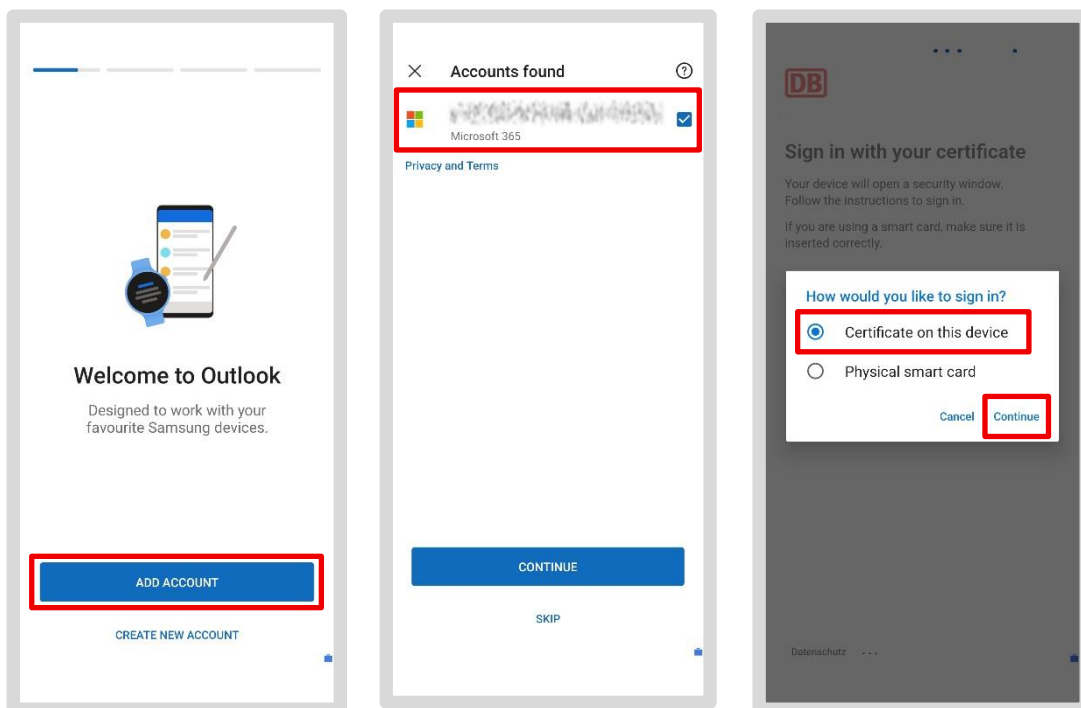 Welcome to Outlook
Designed to work with your
favourite Samsung devices.
ADD ACCOUNT
CREATE NEW ACCOUNT
Accounts found
Microsoft 365
Privacy and Terms
CONTINUE
SKIP
DB
Sign in with your certificate
Your device will open a security window.
Follow the instructions to sign in.
If you are using a smart card, make sure it is
inserted correctly.
How would you like to sign in?
Certificate on this device
Physical smart card
Cancel Continue
Datenschutz ...